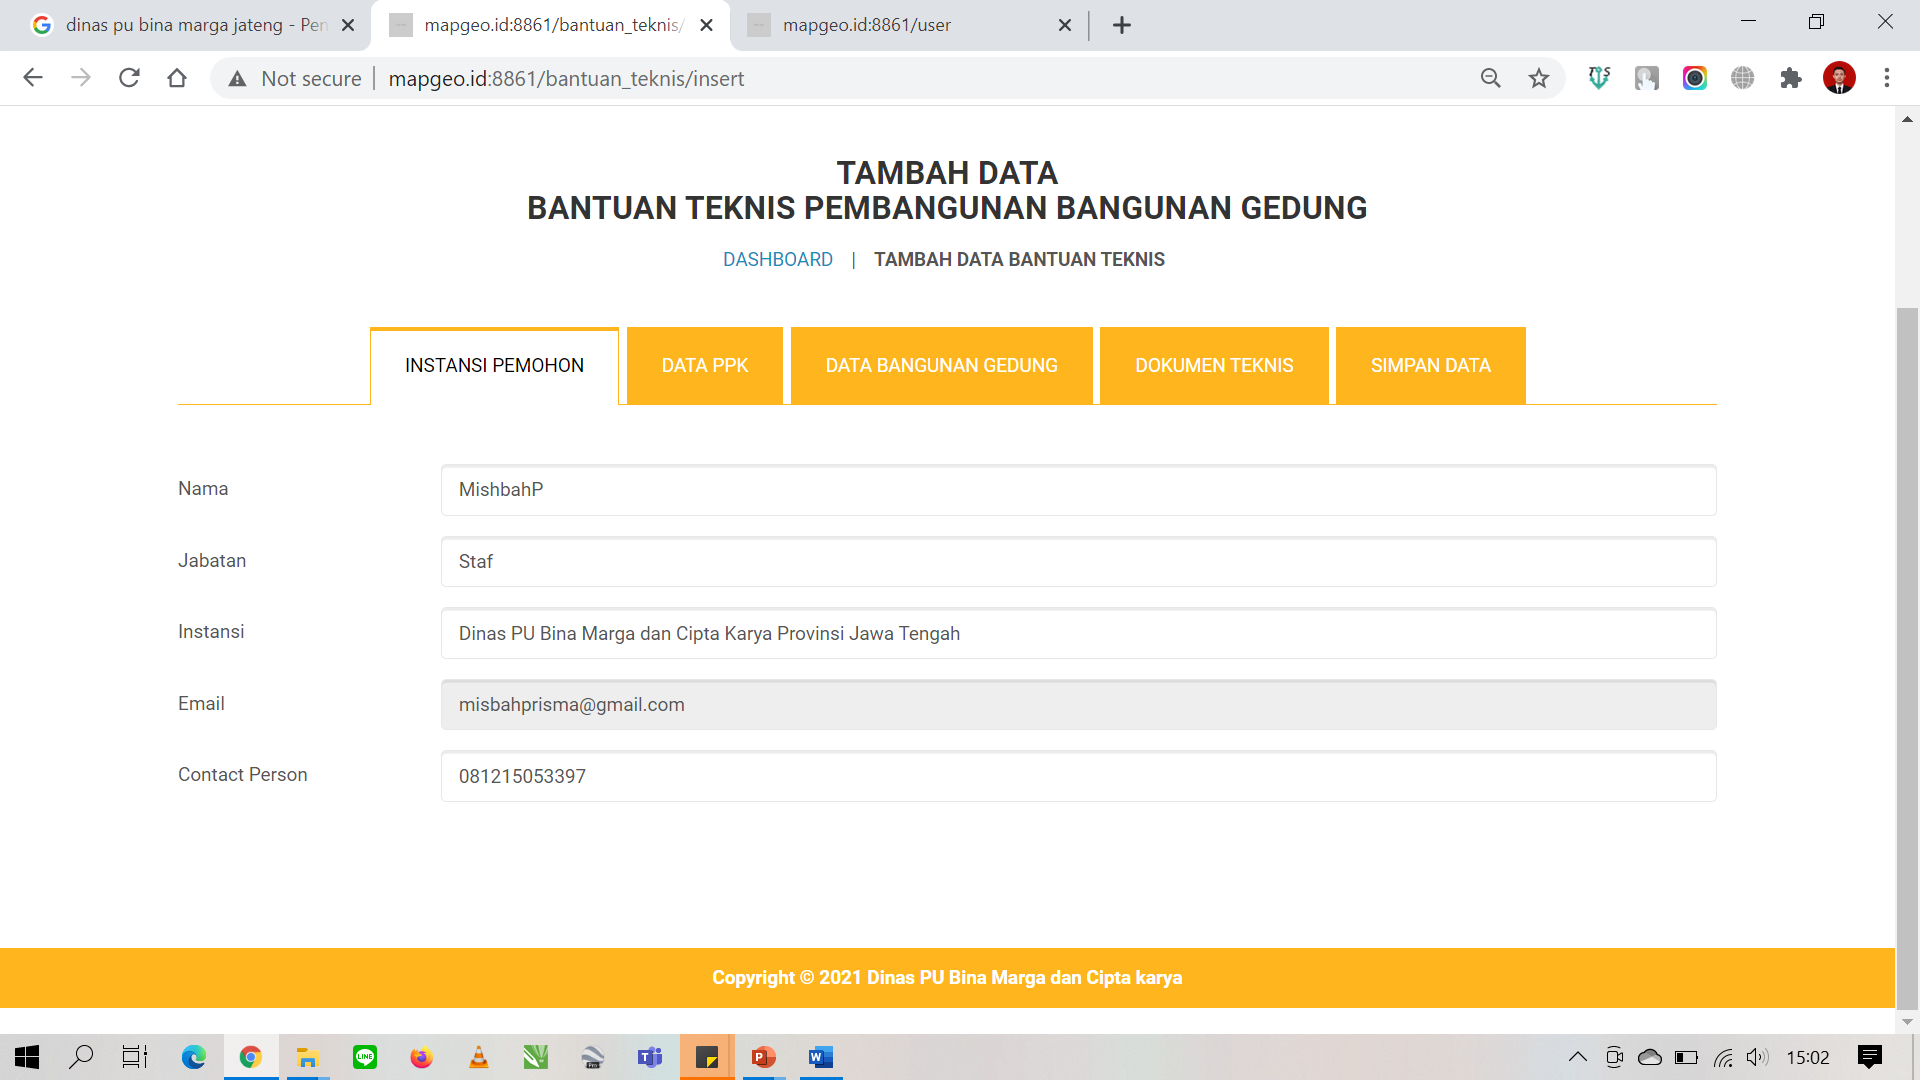 dinas pu bina marga jateng - Pen
mapgeo.id:8861/bantuan_teknis/
mapgeo.id:8861/user
Not secure
mapgeo.id:8861/bantuan_teknis/insert
TAMBAH DATA
BANTUAN TEKNIS PEMBANGUNAN BANGUNAN GEDUNG
DASHBOARD | TAMBAH DATA BANTUAN TEKNIS
INSTANSI PEMOHON
DATA PPK
DATA BANGUNAN GEDUNG
DOKUMEN TEKNIS
SIMPAN DATA
Nama
MishbahP
Jabatan
Staf
Instansi
Dinas PU Bina Marga dan Cipta Karya Provinsi Jawa Tengah
Email
misbahprisma@gmail.com
Contact Person
081215053397
Copyright © 2021 Dinas PU Bina Marga dan Cipta karya
15:02